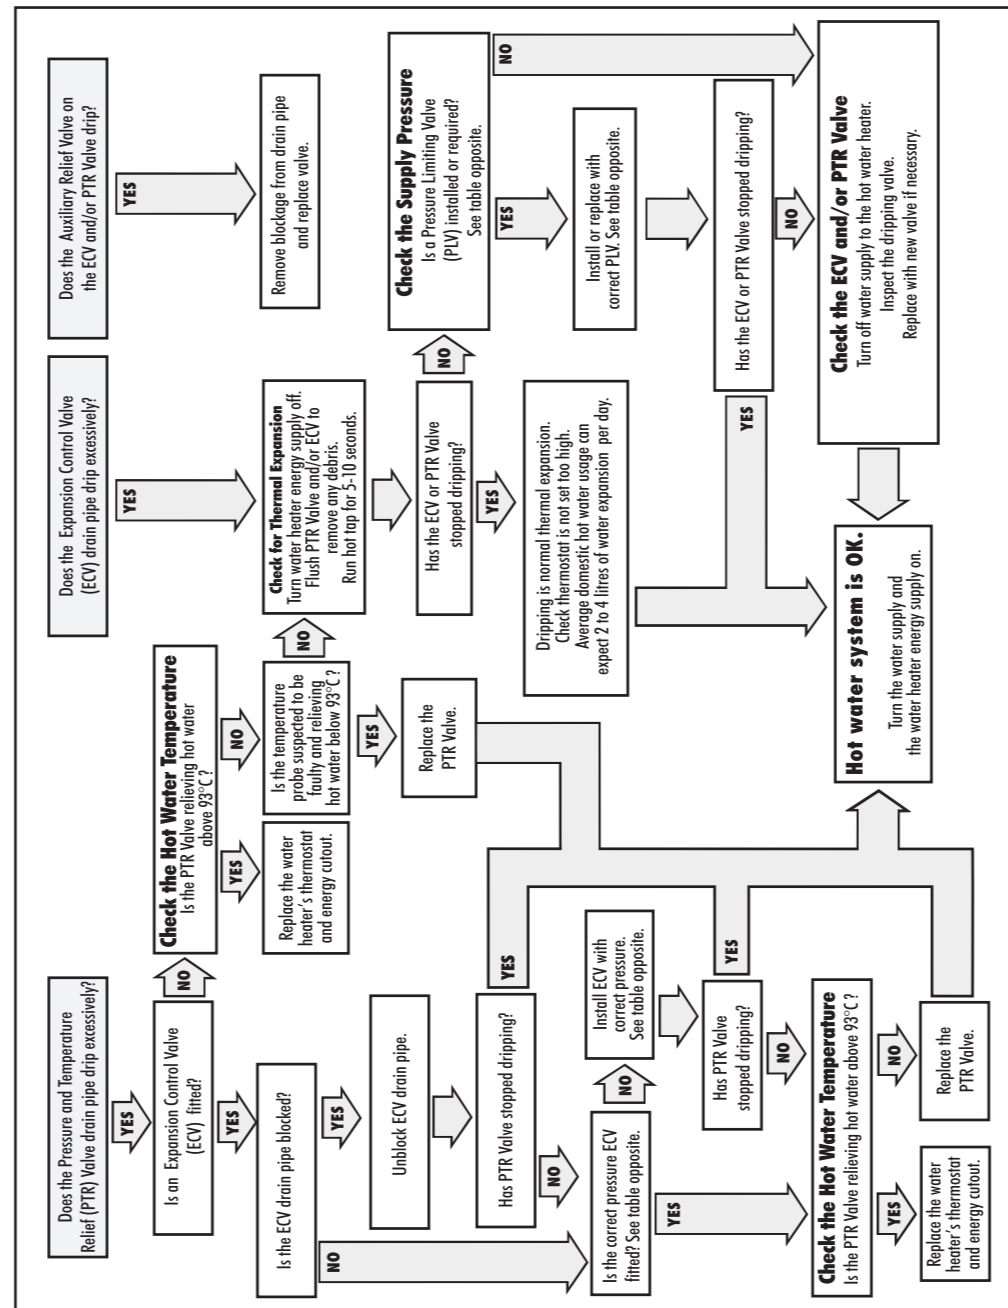 Does the Pressure and Temperature
Relief (PTR) Valve drain pipe drip excessively?
YES
Is an Expansion Control Valve
(ECV) fitted?
NO
YES
Is the ECV drain pipe blocked?
YES
NO
Unblock ECV drain pipe.
Has PTR Valve stopped dripping?
YES
NO
Is the correct pressure ECV
fitted? See table opposite.
NO
YES
Install ECV with
correct pressure.
See table opposite.
Has PTR Valve
stopped dripping?
YES
NO
Check the Hot Water Temperature
Is the PTR Valve relieving hot water above 93°C ?
YES
NO
Replace the water
heater's thermostat
and energy cutout.
Replace the
PTR Valve.
Check the Hot Water Temperature
Is the PTR Valve relieving hot water
above 93°C ?
YES
NO
Replace the water
heater's thermostat
and energy cutout.
Is the temperature
probe suspected to be
faulty and relieving
hot water below 93°C ?
NO
YES
Replace the
PTR Valve.
Does the Expansion Control Valve
(ECV) drain pipe drip excessively?
YES
Check for Thermal Expansion
Turn water heater energy supply off.
Flush PTR Valve and/or ECV to
remove any debris.
Run hot tap for 5-10 seconds.
Has the ECV or PTR Valve
stopped dripping?
NO
YES
Dripping is normal thermal expansion.
Check thermostat is not set too high.
Average domestic hot water usage can
expect 2 to 4 litres of water expansion per day.
Does the Auxiliary Relief Valve on
the ECV and/or PTR Valve drip?
YES
Remove blockage from drain pipe
and replace valve.
Check the Supply Pressure
Is a Pressure Limiting Valve
(PLV) installed or required?
See table opposite.
NO
YES
Install or replace with
correct PLV. See table opposite.
Has the ECV or PTR Valve stopped dripping?
YES
NO
Check the ECV and/or PTR Valve
Turn off water supply to the hot water heater.
Inspect the dripping valve.
Replace with new valve if necessary.
Hot water system is OK.
Turn the water supply and
the water heater energy supply on.